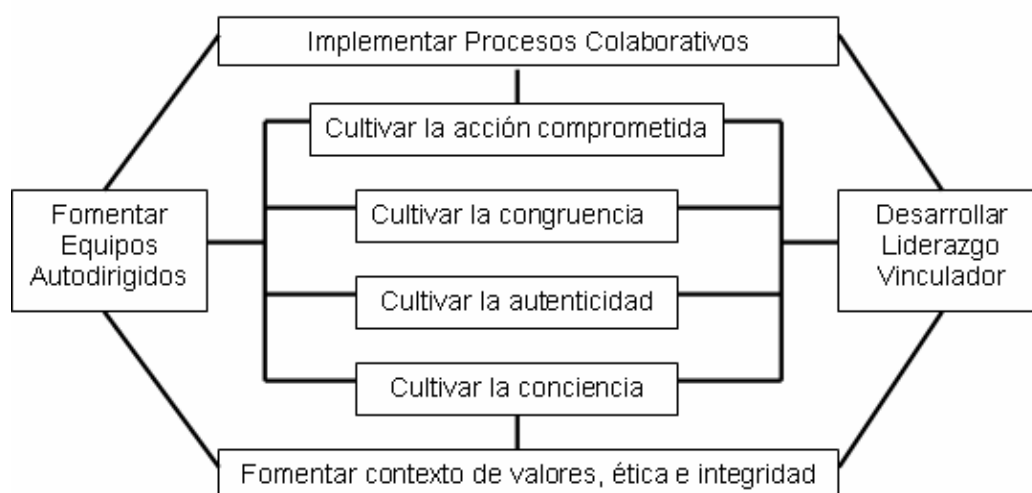 Implementar Procesos Colaborativos
Cultivar la acción comprometida
Fomentar
Equipos
Autodirigidos
Cultivar la congruencia
Desarrollar
Liderazgo
Vinculador
Cultivar la autenticidad
Cultivar la conciencia
Fomentar contexto de valores, ética e integridad